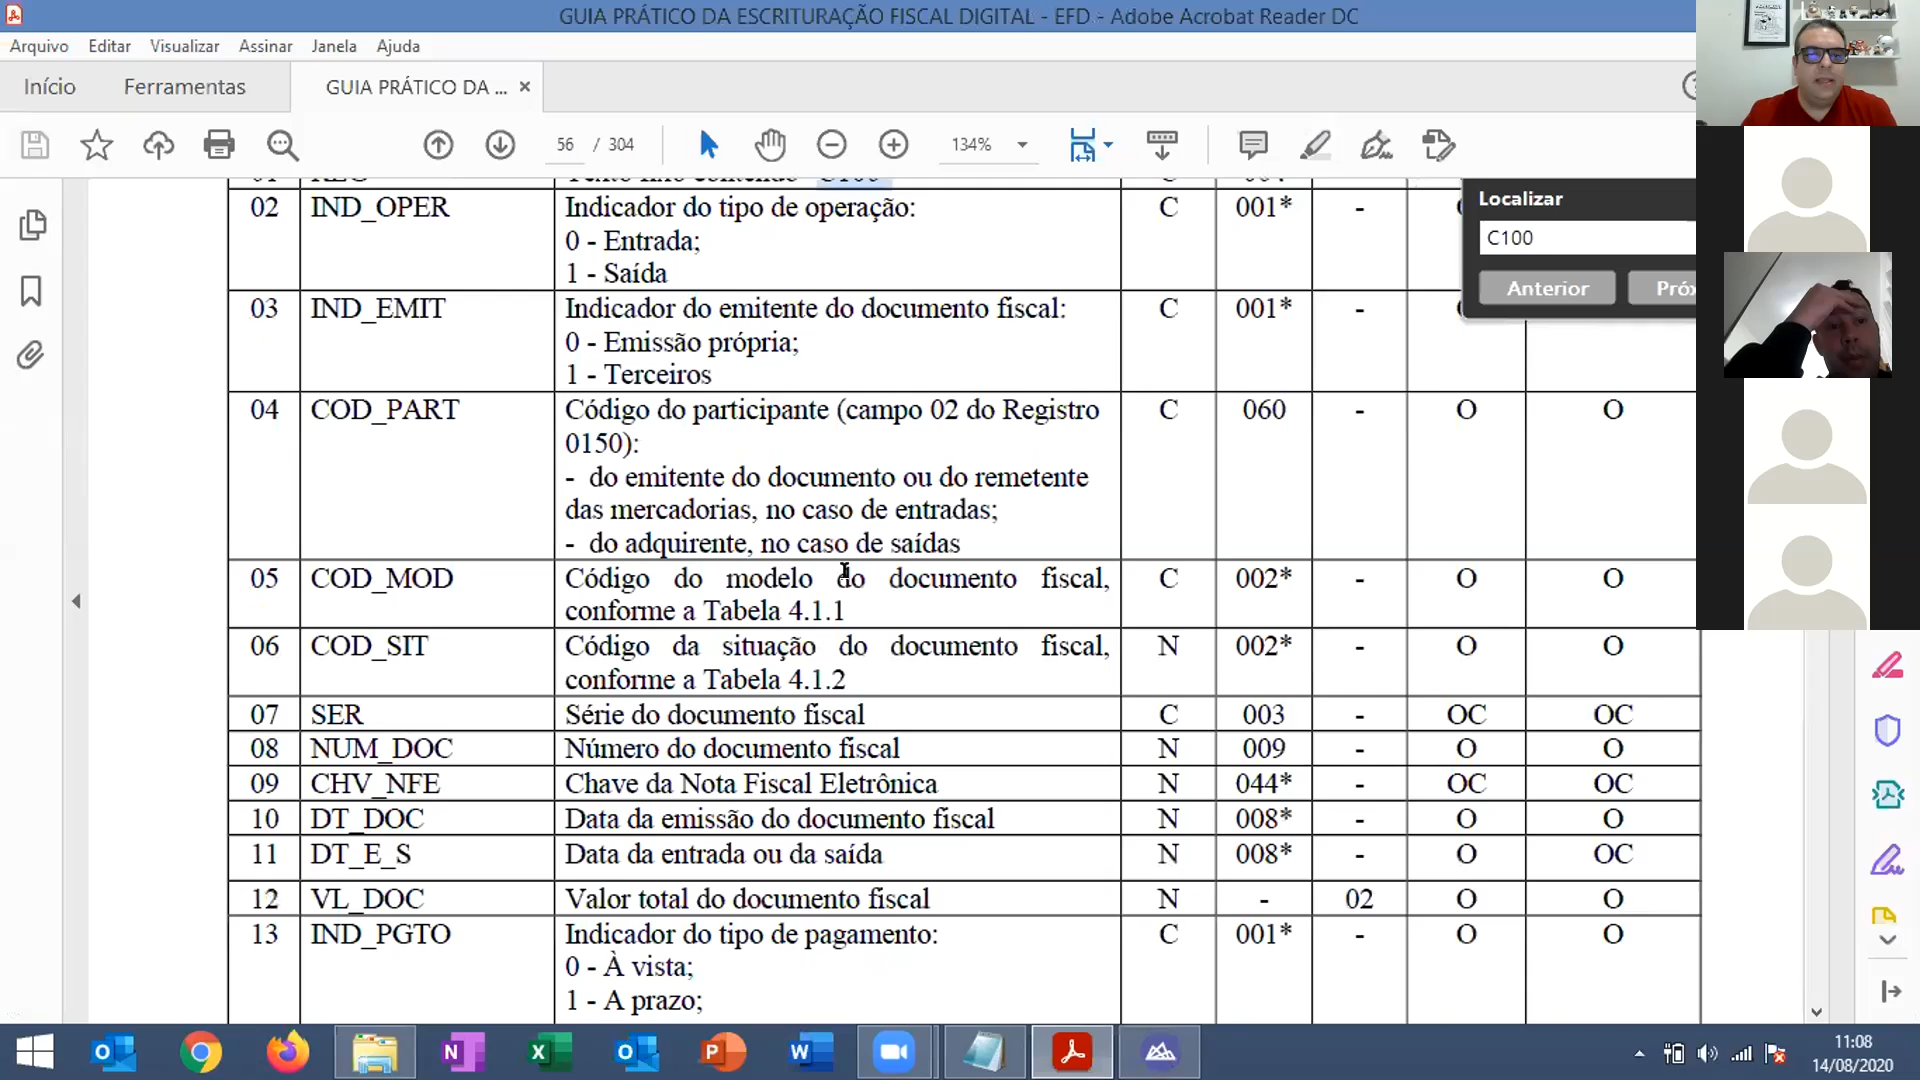 GUIA PRÁTICO DA ESCRITURAÇÃO FISCAL DIGITAL - EFD - Adobe Acrobat Reader DC
Arquivo Editar Visualizar Assinar Janela Ajuda
Início Ferramentas GUIA PRÁTICO DA ... ×
56 / 304 134%
Localizar
C100
Anterior Próx
02 IND_OPER Indicador do tipo de operação: C 001* -
0 - Entrada;
1 - Saída
03 IND_EMIT Indicador do emitente do documento fiscal: C 001* -
0 - Emissão própria;
1 - Terceiros
04 COD_PART Código do participante (campo 02 do Registro C 060 - O O
0150):
- do emitente do documento ou do remetente
das mercadorias, no caso de entradas;
- do adquirente, no caso de saídas
05 COD_MOD Código do modelo do documento fiscal, C 002* - O O
conforme a Tabela 4.1.1
06 COD_SIT Código da situação do documento fiscal, N 002* - O O
conforme a Tabela 4.1.2
07 SER Série do documento fiscal C 003 - OC OC
08 NUM_DOC Número do documento fiscal N 009 - O O
09 CHV_NFE Chave da Nota Fiscal Eletrônica N 044* - OC OC
10 DT_DOC Data da emissão do documento fiscal N 008* - O O
11 DT_E_S Data da entrada ou da saída N 008* - O OC
12 VL_DOC Valor total do documento fiscal N - 02 O O
13 IND_PGTO Indicador do tipo de pagamento: C 001* - O O
0 - À vista;
1 - A prazo;
11:08
14/08/2020